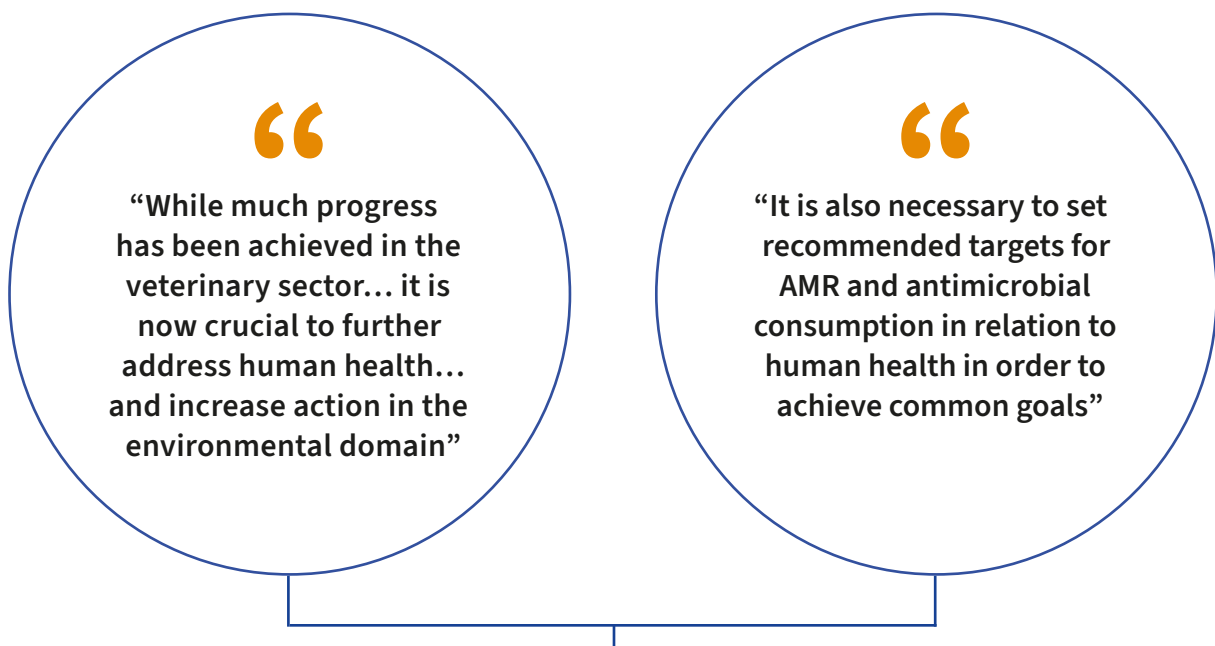 “
“While much progress
has been achieved in the
veterinary sector… it is
now crucial to further
address human health…
and increase action in the
environmental domain”
“
“It is also necessary to set
recommended targets for
AMR and antimicrobial
consumption in relation to
human health in order to
achieve common goals”